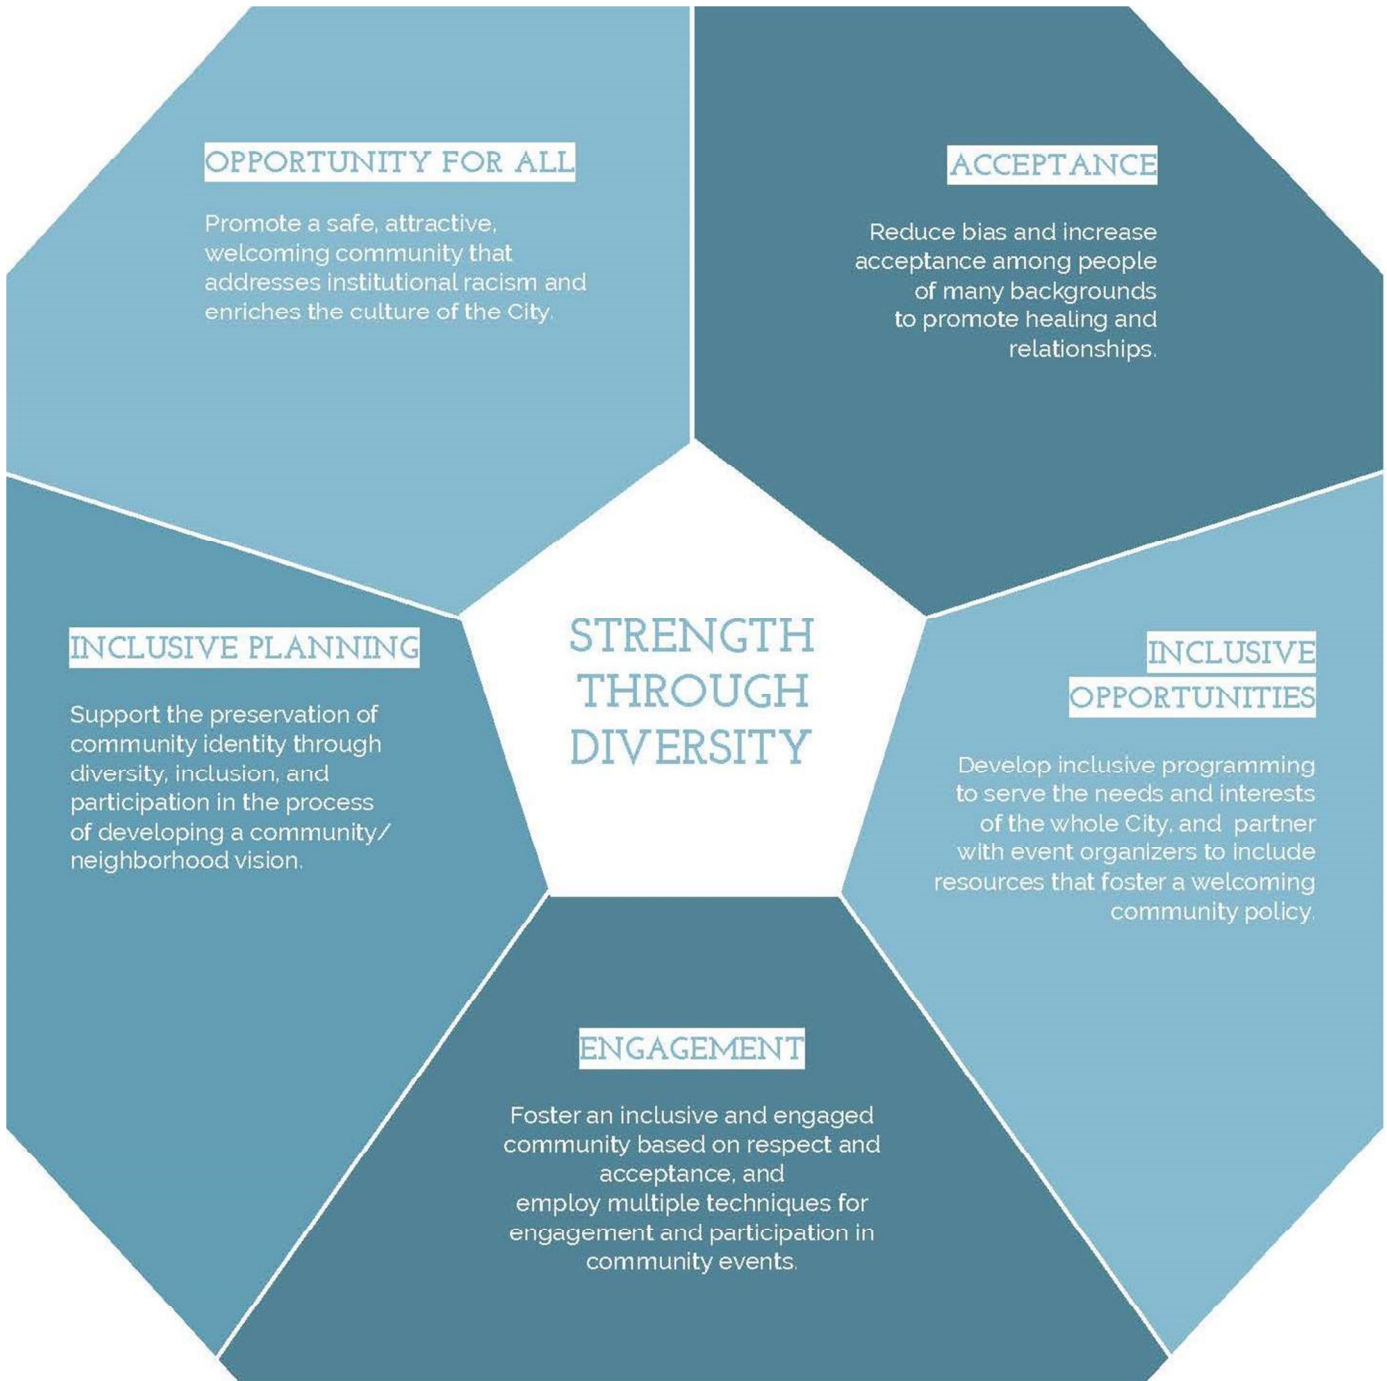 OPPORTUNITY FOR ALL
Promote a safe, attractive,
welcoming community that
addresses institutional racism and
enriches the culture of the City.
ACCEPTANCE
Reduce bias and increase
acceptance among people
of many backgrounds
to promote healing and
relationships.
STRENGTH
THROUGH
DIVERSITY
INCLUSIVE PLANNING
Support the preservation of
community identity through
diversity, inclusion, and
participation in the process
of developing a community/
neighborhood vision.
INCLUSIVE
OPPORTUNITIES
Develop inclusive programming
to serve the needs and interests
of the whole City, and partner
with event organizers to include
resources that foster a welcoming
community policy.
ENGAGEMENT
Foster an inclusive and engaged
community based on respect and
acceptance, and
employ multiple techniques for
engagement and participation in
community events.